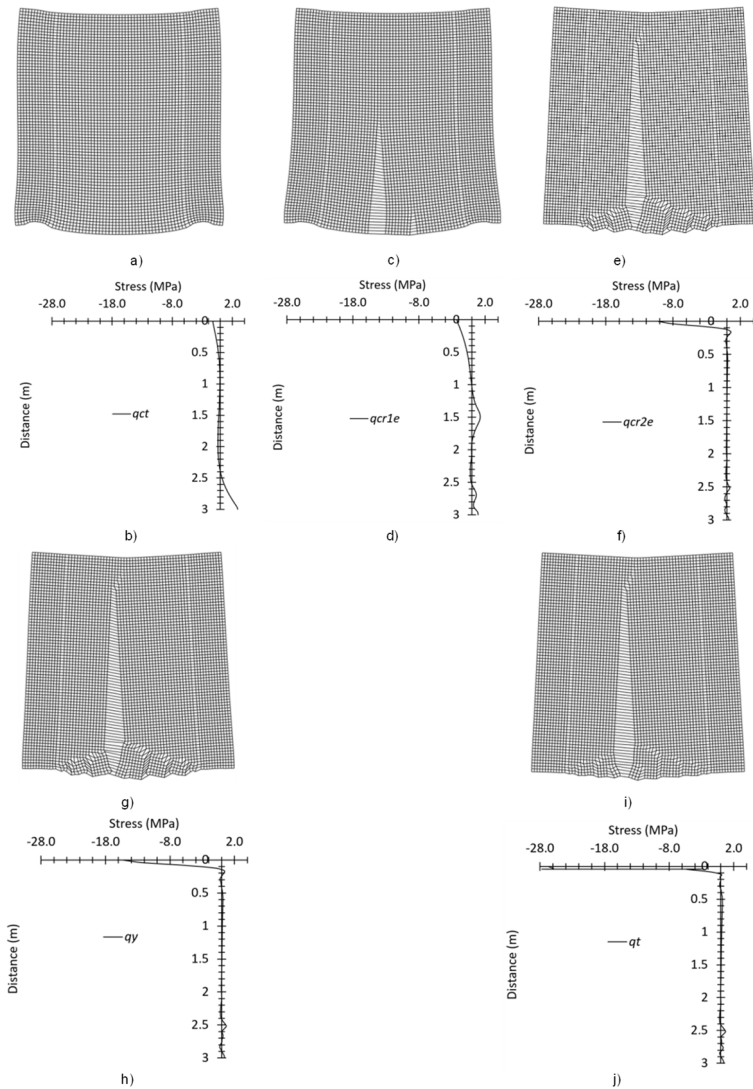 a)
c)
e)
Stress (MPa)
-28.0 -18.0 -8.0 2.0
0
0.5
1
1.5
2
2.5
3
Distance (m)
qct
b)
Stress (MPa)
-28.0 -18.0 -8.0 2.0
0
0.5
1
1.5
2
2.5
3
Distance (m)
qcr1e
d)
Stress (MPa)
-28.0 -18.0 -8.0 2.0
0
0.5
1
1.5
2
2.5
3
Distance (m)
qcr2e
f)
g)
i)
Stress (MPa)
-28.0 -18.0 -8.0 2.0
0
0.5
1
1.5
2
2.5
3
Distance (m)
qy
h)
Stress (MPa)
-28.0 -18.0 -8.0 2.0
0
0.5
1
1.5
2
2.5
3
Distance (m)
qt
j)